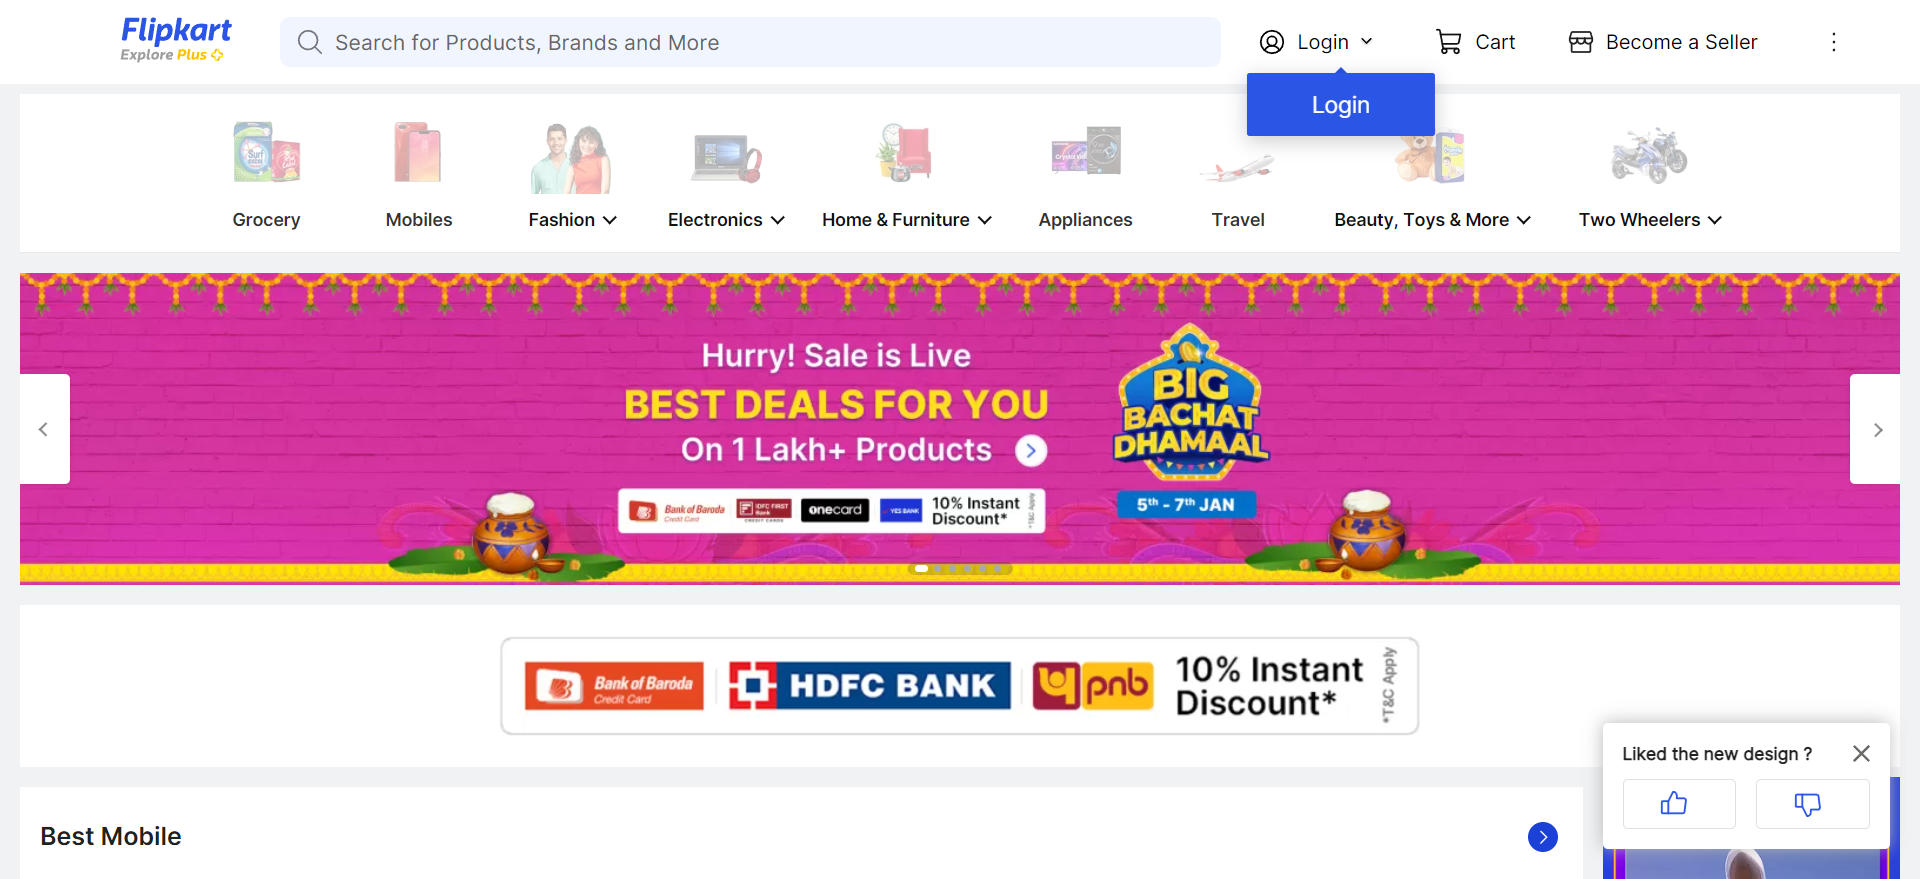 Flipkart
Explore Plus
Search for Products, Brands and More
Login
Cart
Become a Seller
Login
Grocery
Mobiles
Fashion
Electronics
Home & Furniture
Appliances
Travel
Beauty, Toys & More
Two Wheelers
Hurry! Sale is Live
BEST DEALS FOR YOU
On 1 Lakh+ Products
BIG
BACHAT
DHAMAAL
5th - 7th JAN
Bank of Baroda
Credit Card
IDFC FIRST
Bank
CREDIT CARDS
onecard
YES BANK
10% Instant
Discount*
*T&C Apply
Bank of Baroda
Credit Card
HDFC BANK
pnb
10% Instant
Discount*
*T&C Apply
Liked the new design ?
Best Mobile